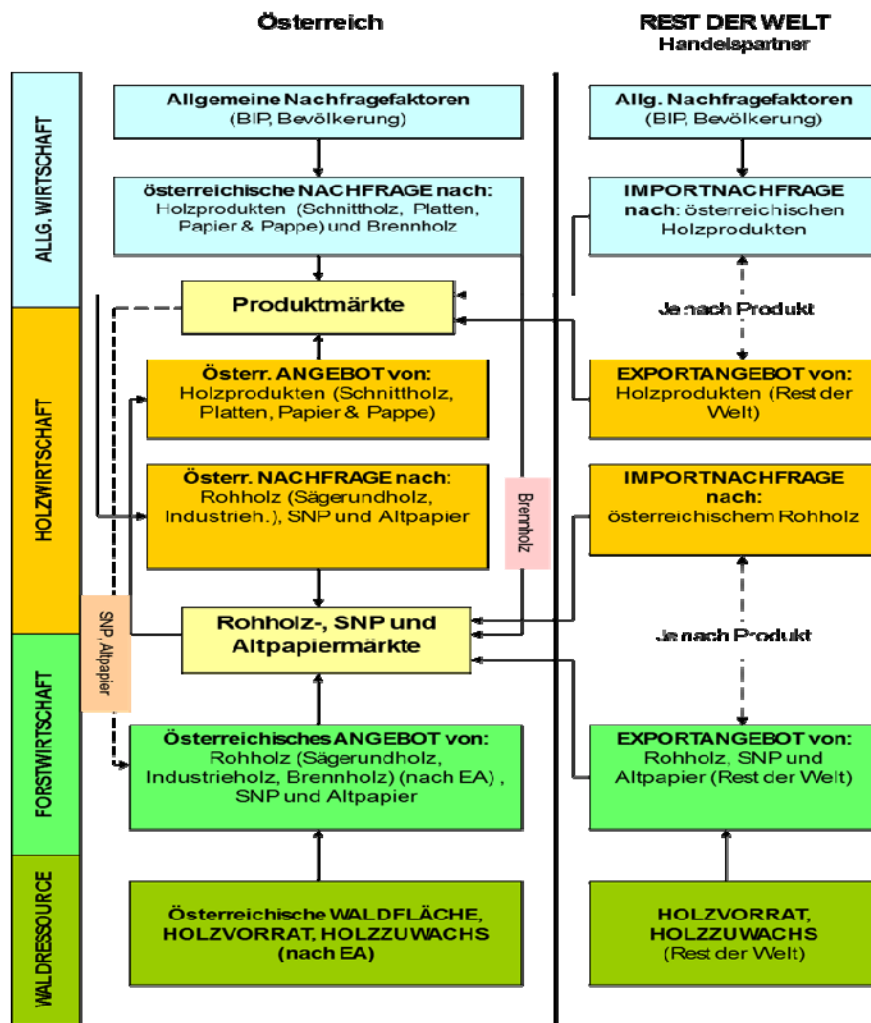 Österreich
REST DER WELT
Handelspartner
ALLG. WIRTSCHAFT
Allgemeine Nachfragefaktoren
(BIP, Bevölkerung)
österreichische NACHFRAGE nach:
Holzprodukten (Schnittholz, Platten,
Papier & Pappe) und Brennholz
Produktmärkte
Allg. Nachfragefaktoren
(BIP, Bevölkerung)
IMPORTNACHFRAGE
nach: österreichischen
Holzprodukten
Je nach Produkt
HOLZWIRTSCHAFT
Österr. ANGEBOT von:
Holzprodukten (Schnittholz,
Platten, Papier & Pappe)
Österr. NACHFRAGE nach:
Rohholz (Sägerundholz,
Industrieh.), SNP und Altpapier
Brennholz
Rohholz-, SNP und
Altpapiermärkte
SNP, Altpapier
EXPORTANGEBOT von:
Holzprodukten (Rest der
Welt)
IMPORTNACHFRAGE
nach:
österreichischem Rohholz
Je nach Produkt
FORSTWIRTSCHAFT
Österreichisches ANGEBOT von:
Rohholz (Sägerundholz,
Industrieholz, Brennholz) (nach EA) ,
SNP und Altpapier
EXPORTANGEBOT von:
Rohholz, SNP und
Altpapier (Rest der Welt)
WALDRESSOURCE
Österreichische WALDFLÄCHE,
HOLZVORRAT, HOLZZUWACHS
(nach EA)
HOLZVORRAT,
HOLZZUWACHS
(Rest der Welt)